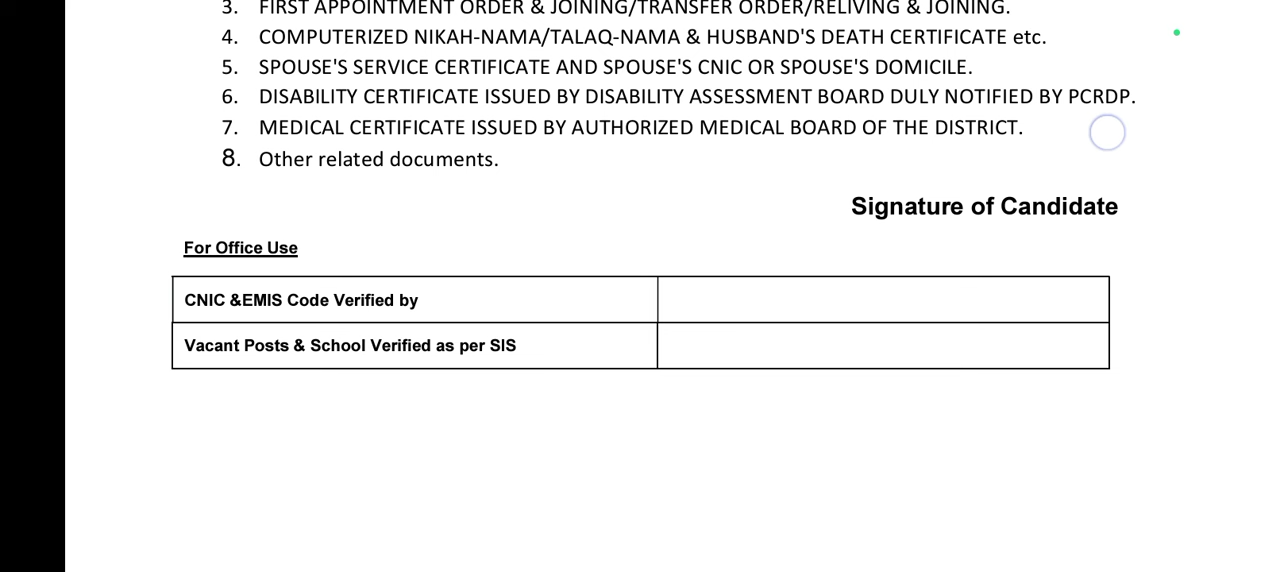 3. FIRST APPOINTMENT ORDER & JOINING/TRANSFER ORDER/RELIVING & JOINING.
4. COMPUTERIZED NIKAH-NAMA/TALAQ-NAMA & HUSBAND'S DEATH CERTIFICATE etc.
5. SPOUSE'S SERVICE CERTIFICATE AND SPOUSE'S CNIC OR SPOUSE'S DOMICILE.
6. DISABILITY CERTIFICATE ISSUED BY DISABILITY ASSESSMENT BOARD DULY NOTIFIED BY PCRDP.
7. MEDICAL CERTIFICATE ISSUED BY AUTHORIZED MEDICAL BOARD OF THE DISTRICT.
8. Other related documents.
Signature of Candidate
For Office Use
CNIC &EMIS Code Verified by
Vacant Posts & School Verified as per SIS